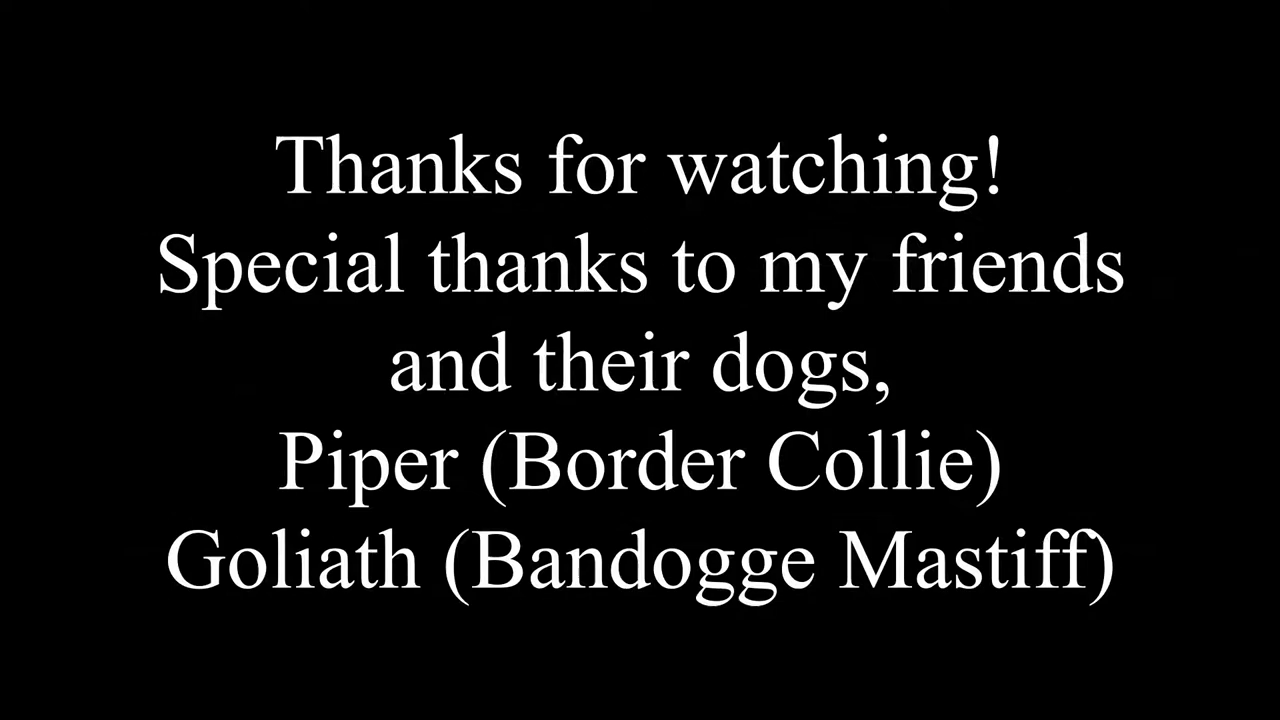 Thanks for watching!
Special thanks to my friends
and their dogs,
Piper (Border Collie)
Goliath (Bandogge Mastiff)